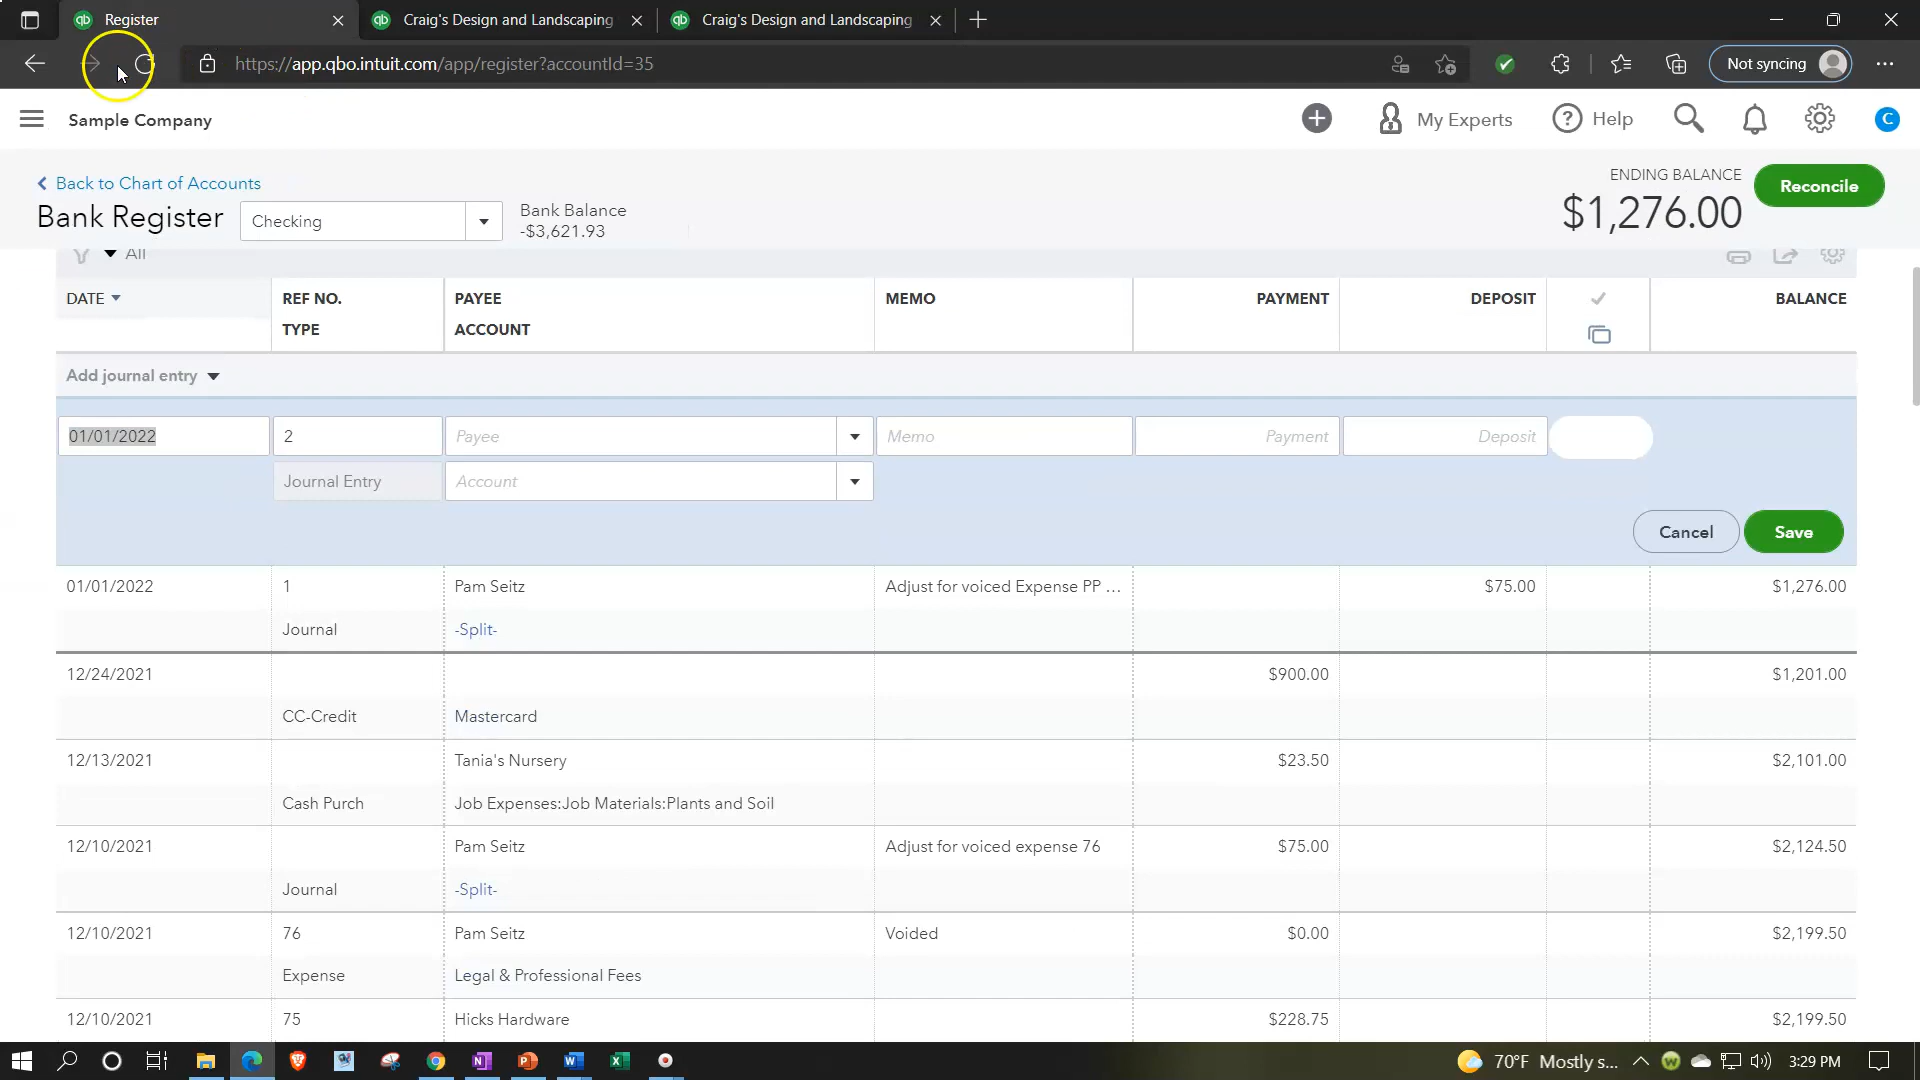 Register
Craig's Design and Landscaping
Craig's Design and Landscaping
https://app.qbo.intuit.com/app/register?accountId=35
Not syncing
Sample Company
My Experts
Help
C
Back to Chart of Accounts
Bank Register
Checking
Bank Balance
-$3,621.93
ENDING BALANCE
$1,276.00
Reconcile
All
DATE
REF NO.
TYPE
PAYEE
ACCOUNT
MEMO
PAYMENT
DEPOSIT
BALANCE
Add journal entry
01/01/2022 2 Payee Memo Payment Deposit
Journal Entry Account
Cancel Save
01/01/2022 1 Pam Seitz Adjust for voiced Expense PP ... $75.00 $1,276.00
Journal -Split-
12/24/2021 $900.00 $1,201.00
CC-Credit Mastercard
12/13/2021 Tania's Nursery $23.50 $2,101.00
Cash Purch Job Expenses:Job Materials:Plants and Soil
12/10/2021 Pam Seitz Adjust for voiced expense 76 $75.00 $2,124.50
Journal -Split-
12/10/2021 76 Pam Seitz Voided $0.00 $2,199.50
Expense Legal & Professional Fees
12/10/2021 75 Hicks Hardware $228.75 $2,199.50
70°F Mostly s... 3:29 PM